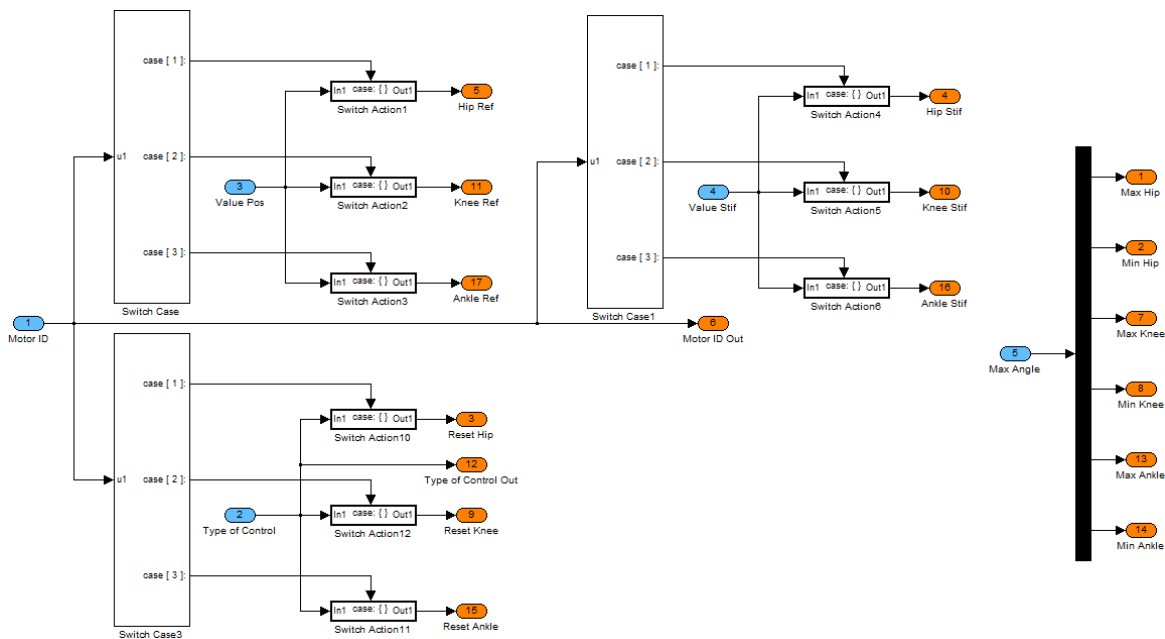 case [ 1 ]:
In1 case: { } Out1
Switch Action1
5
Hip Ref
u1
case [ 2 ]:
3
Value Pos
In1 case: { } Out1
Switch Action2
11
Knee Ref
case [ 3 ]:
In1 case: { } Out1
Switch Action3
17
Ankle Ref
Switch Case
1
Motor ID
case [ 1 ]:
In1 case: { } Out1
Switch Action4
4
Hip Stif
u1
case [ 2 ]:
4
Value Stif
In1 case: { } Out1
Switch Action5
10
Knee Stif
case [ 3 ]:
In1 case: { } Out1
Switch Action6
16
Ankle Stif
Switch Case1
6
Motor ID Out
case [ 1 ]:
In1 case: { } Out1
Switch Action10
3
Reset Hip
12
Type of Control Out
u1
case [ 2 ]:
2
Type of Control
In1 case: { } Out1
Switch Action12
9
Reset Knee
case [ 3 ]:
In1 case: { } Out1
Switch Action11
15
Reset Ankle
Switch Case3
5
Max Angle
1
Max Hip
2
Min Hip
7
Max Knee
8
Min Knee
13
Max Ankle
14
Min Ankle